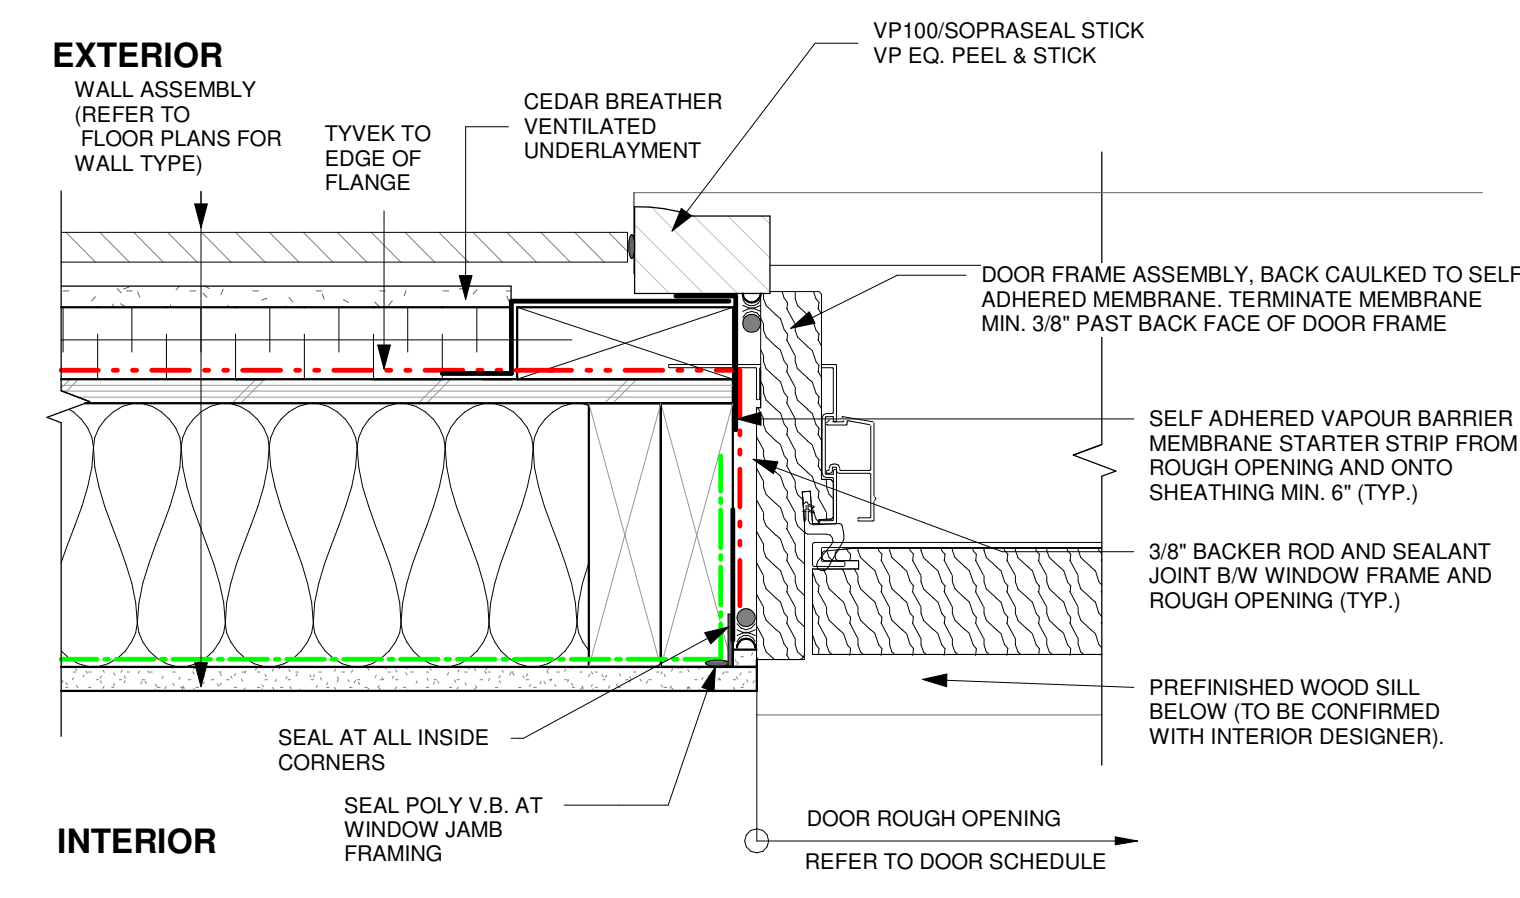 EXTERIOR
WALL ASSEMBLY
(REFER TO
FLOOR PLANS FOR
WALL TYPE)
TYVEK TO
EDGE OF
FLANGE
CEDAR BREATHER
VENTILATED
UNDERLAYMENT
VP100/SOPRASEAL STICK
VP EQ. PEEL & STICK
DOOR FRAME ASSEMBLY, BACK CAULKED TO SELF
ADHERED MEMBRANE. TERMINATE MEMBRANE
MIN. 3/8" PAST BACK FACE OF DOOR FRAME
SELF ADHERED VAPOUR BARRIER
MEMBRANE STARTER STRIP FROM
ROUGH OPENING AND ONTO
SHEATHING MIN. 6" (TYP.)
3/8" BACKER ROD AND SEALANT
JOINT B/W WINDOW FRAME AND
ROUGH OPENING (TYP.)
PREFINISHED WOOD SILL
BELOW (TO BE CONFIRMED
WITH INTERIOR DESIGNER).
SEAL AT ALL INSIDE
CORNERS
SEAL POLY V.B. AT
WINDOW JAMB
FRAMING
INTERIOR
DOOR ROUGH OPENING
REFER TO DOOR SCHEDULE